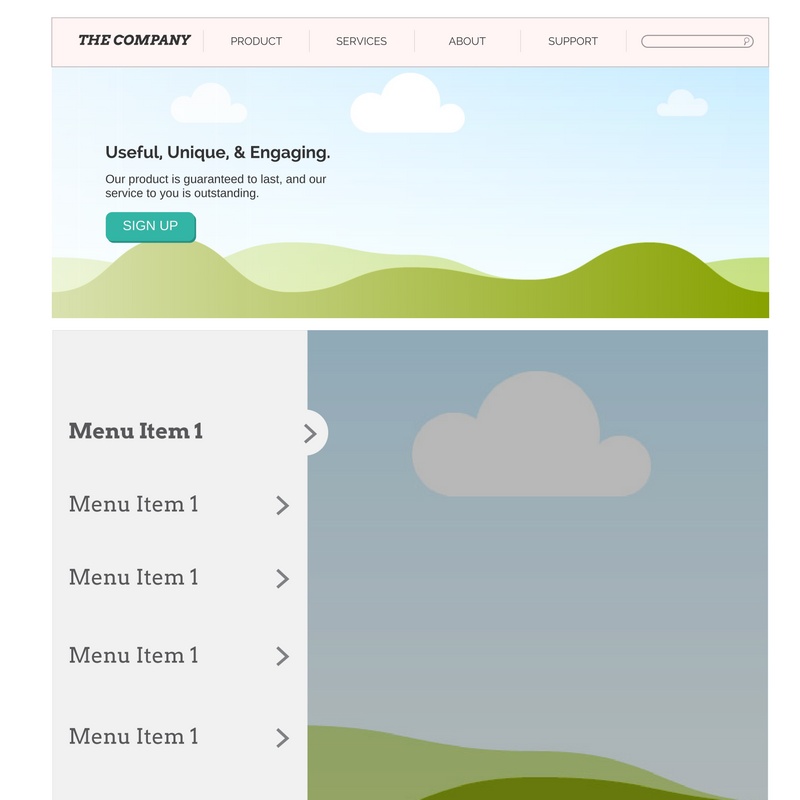 THE COMPANY PRODUCT SERVICES ABOUT SUPPORT
Useful, Unique, & Engaging.
Our product is guaranteed to last, and our
service to you is outstanding.
SIGN UP
Menu Item 1
Menu Item 1
Menu Item 1
Menu Item 1
Menu Item 1